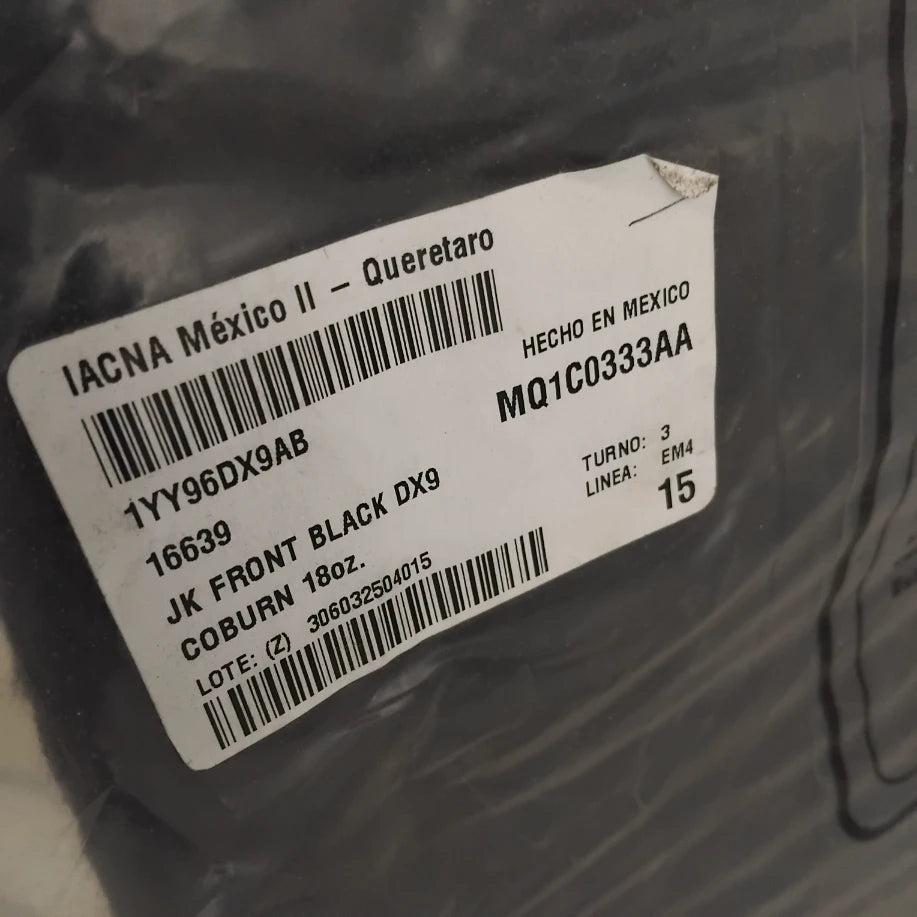 IACNA México II – Queretaro
1YY96DX9AB
16639
JK FRONT BLACK DX9
COBURN 18oz.
LOTE: (Z) 306032504015
HECHO EN MEXICO
MQ1C0333AA
TURNO: 3
LINEA: EM4
15